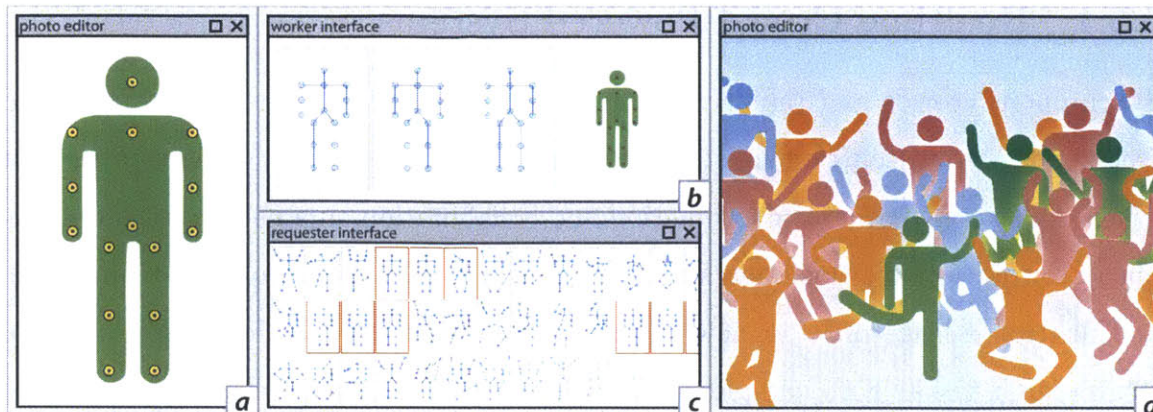 photo editor
a
worker interface
b
requester interface
c
photo editor
d